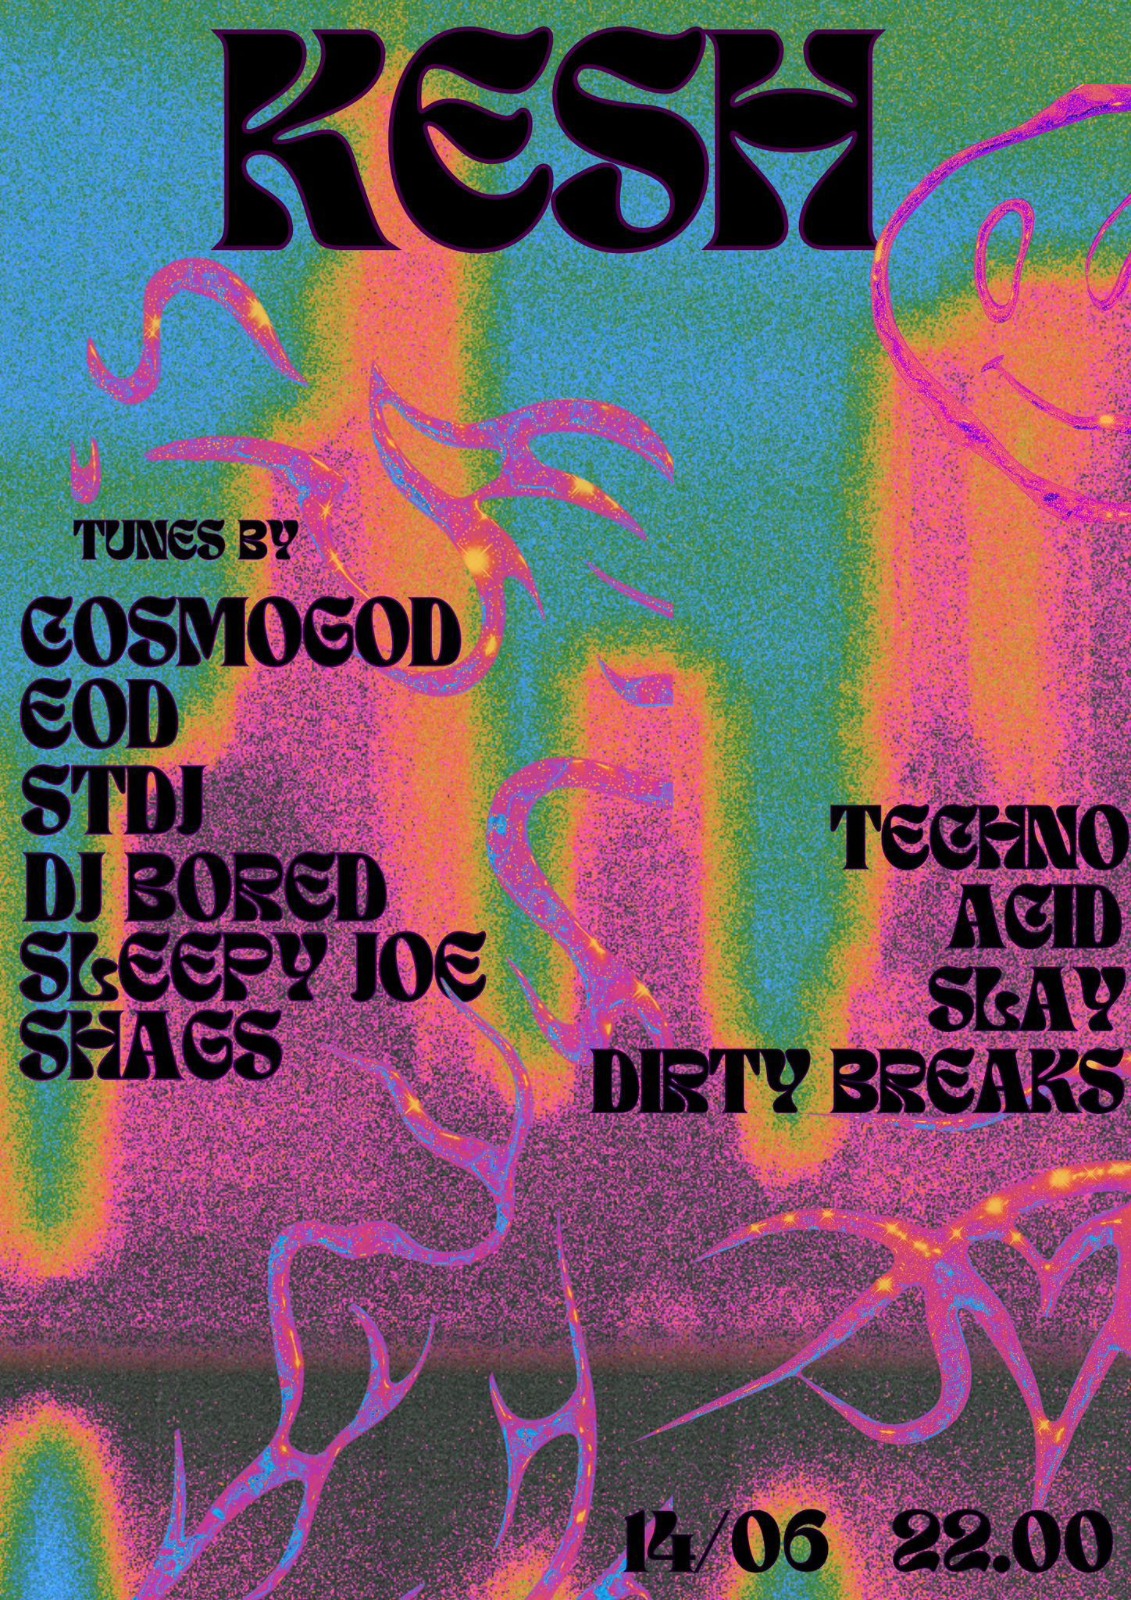 KESH
TUNES BY
COSMOGOD
EOD
STDJ
DJ BORED
SLEEPY JOE
SHAGS
TECHNO
ACID
SLAY
DIRTY BREAKS
14/06 22.00